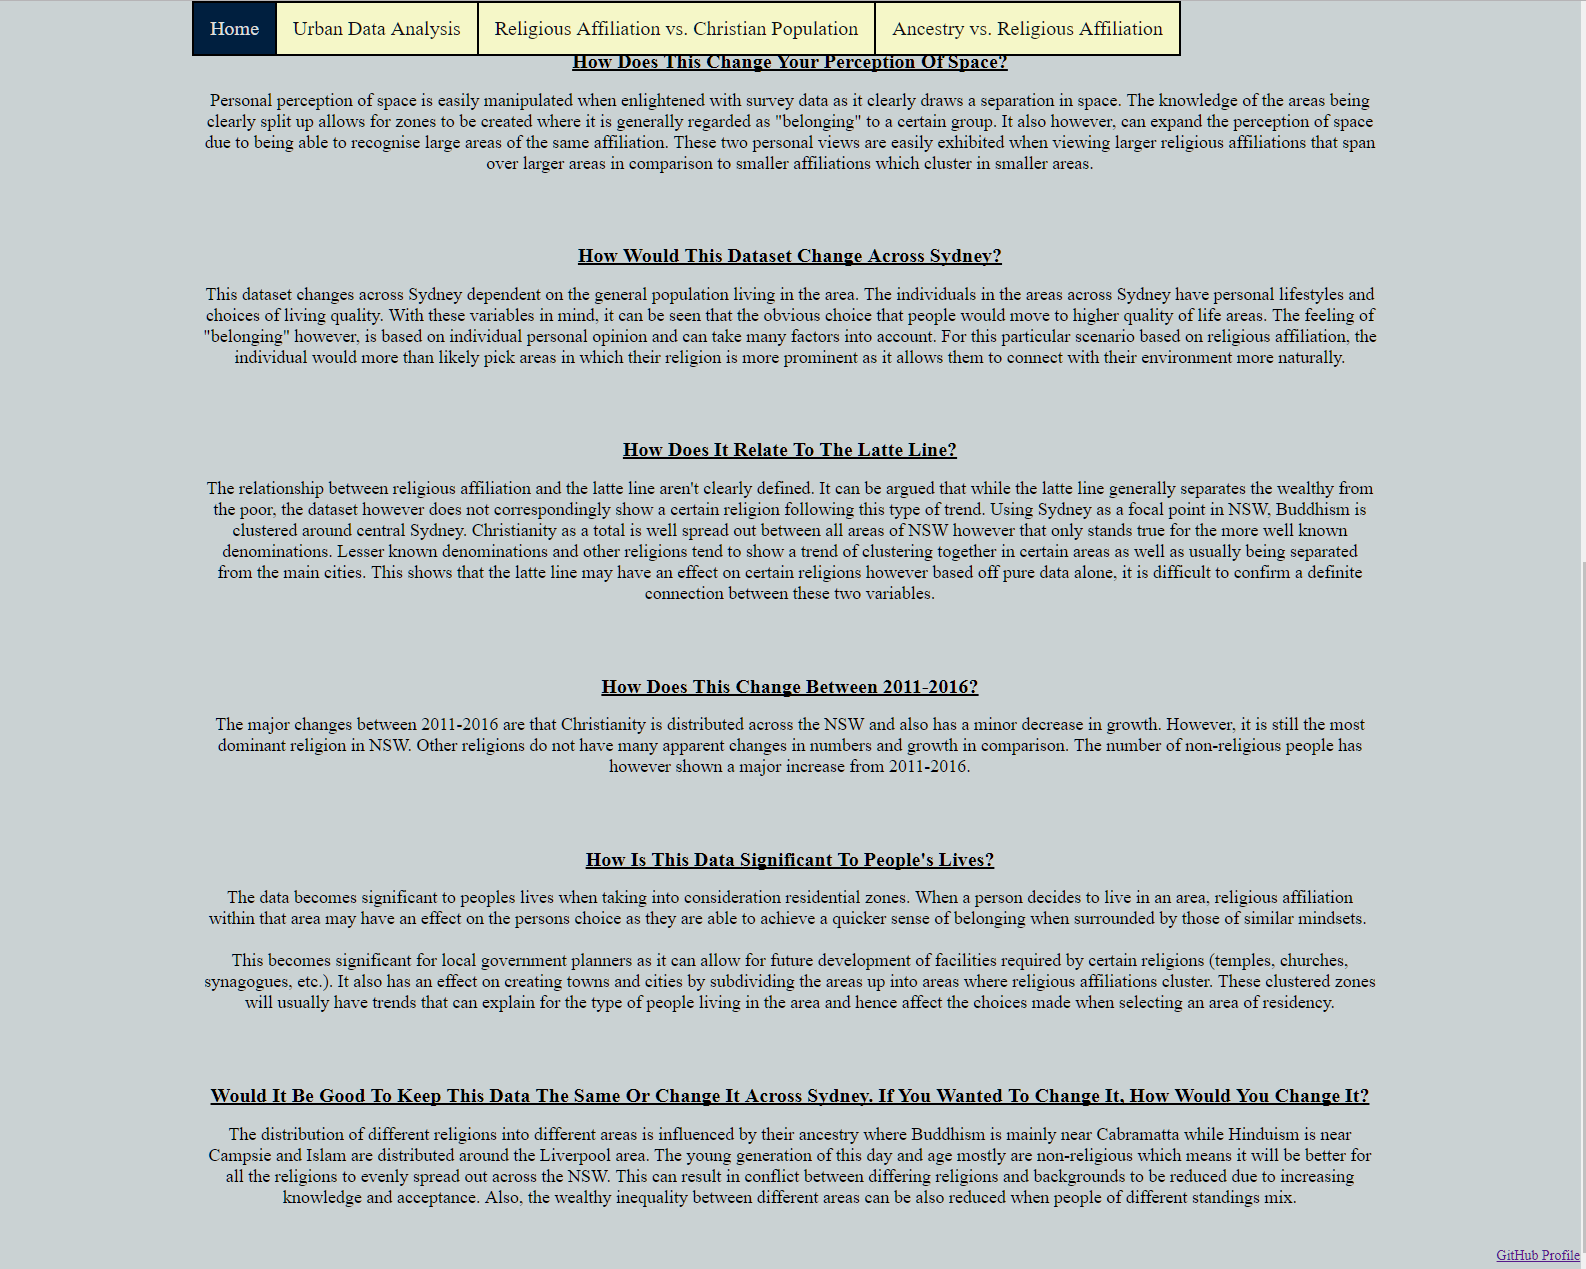 Home
Urban Data Analysis
Religious Affiliation vs. Christian Population
Ancestry vs. Religious Affiliation
How Does This Change Your Perception Of Space?
Personal perception of space is easily manipulated when enlightened with survey data as it clearly draws a separation in space. The knowledge of the areas being
clearly split up allows for zones to be created where it is generally regarded as "belonging" to a certain group. It also however, can expand the perception of space
due to being able to recognise large areas of the same affiliation. These two personal views are easily exhibited when viewing larger religious affiliations that span
over larger areas in comparison to smaller affiliations which cluster in smaller areas.
How Would This Dataset Change Across Sydney?
This dataset changes across Sydney dependent on the general population living in the area. The individuals in the areas across Sydney have personal lifestyles and
choices of living quality. With these variables in mind, it can be seen that the obvious choice that people would move to higher quality of life areas. The feeling of
"belonging" however, is based on individual personal opinion and can take many factors into account. For this particular scenario based on religious affiliation, the
individual would more than likely pick areas in which their religion is more prominent as it allows them to connect with their environment more naturally.
How Does It Relate To The Latte Line?
The relationship between religious affiliation and the latte line aren't clearly defined. It can be argued that while the latte line generally separates the wealthy from
the poor, the dataset however does not correspondingly show a certain religion following this type of trend. Using Sydney as a focal point in NSW, Buddhism is
clustered around central Sydney. Christianity as a total is well spread out between all areas of NSW however that only stands true for the more well known
denominations. Lesser known denominations and other religions tend to show a trend of clustering together in certain areas as well as usually being separated
from the main cities. This shows that the latte line may have an effect on certain religions however based off pure data alone, it is difficult to confirm a definite
connection between these two variables.
How Does This Change Between 2011-2016?
The major changes between 2011-2016 are that Christianity is distributed across the NSW and also has a minor decrease in growth. However, it is still the most
dominant religion in NSW. Other religions do not have many apparent changes in numbers and growth in comparison. The number of non-religious people has
however shown a major increase from 2011-2016.
How Is This Data Significant To People's Lives?
The data becomes significant to peoples lives when taking into consideration residential zones. When a person decides to live in an area, religious affiliation
within that area may have an effect on the persons choice as they are able to achieve a quicker sense of belonging when surrounded by those of similar mindsets.
This becomes significant for local government planners as it can allow for future development of facilities required by certain religions (temples, churches,
synagogues, etc.). It also has an effect on creating towns and cities by subdividing the areas up into areas where religious affiliations cluster. These clustered zones
will usually have trends that can explain for the type of people living in the area and hence affect the choices made when selecting an area of residency.
Would It Be Good To Keep This Data The Same Or Change It Across Sydney. If You Wanted To Change It, How Would You Change It?
The distribution of different religions into different areas is influenced by their ancestry where Buddhism is mainly near Cabramatta while Hinduism is near
Campsie and Islam are distributed around the Liverpool area. The young generation of this day and age mostly are non-religious which means it will be better for
all the religions to evenly spread out across the NSW. This can result in conflict between differing religions and backgrounds to be reduced due to increasing
knowledge and acceptance. Also, the wealthy inequality between different areas can be also reduced when people of different standings mix.
GitHub Profile